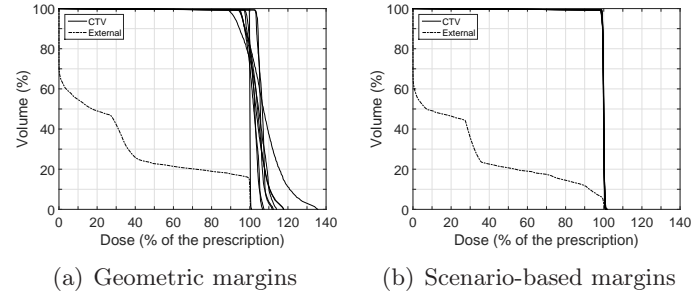 100
80
60
40
20
0
0 20 40 60 80 100 120 140
Volume (%)
Dose (% of the prescription)
CTV
External
(a) Geometric margins
100
80
60
40
20
0
0 20 40 60 80 100 120 140
Volume (%)
Dose (% of the prescription)
CTV
External
(b) Scenario-based margins